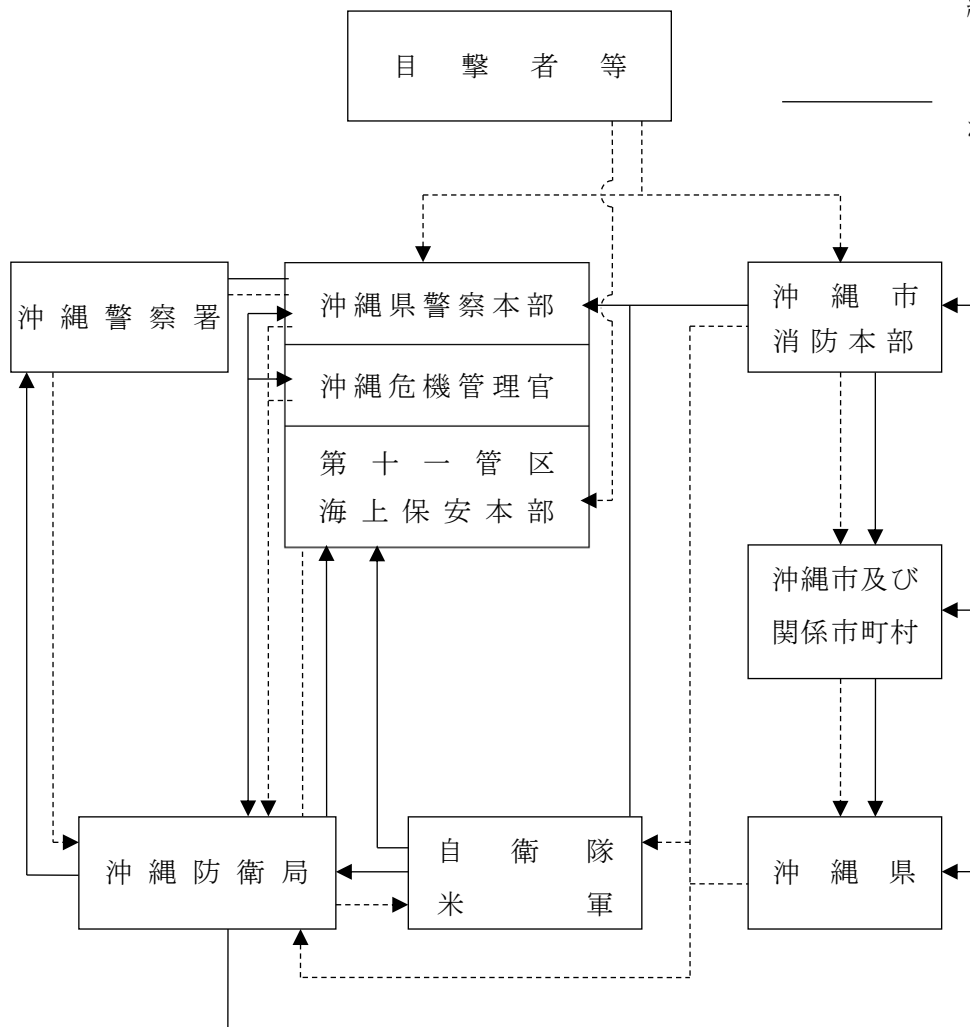 目撃者等
沖縄警察署
沖縄県警察本部
沖縄危機管理官
第十一管区
海上保安本部
沖縄市
消防本部
沖縄市及び
関係市町村
沖縄防衛局
自衛隊
米軍
沖縄県